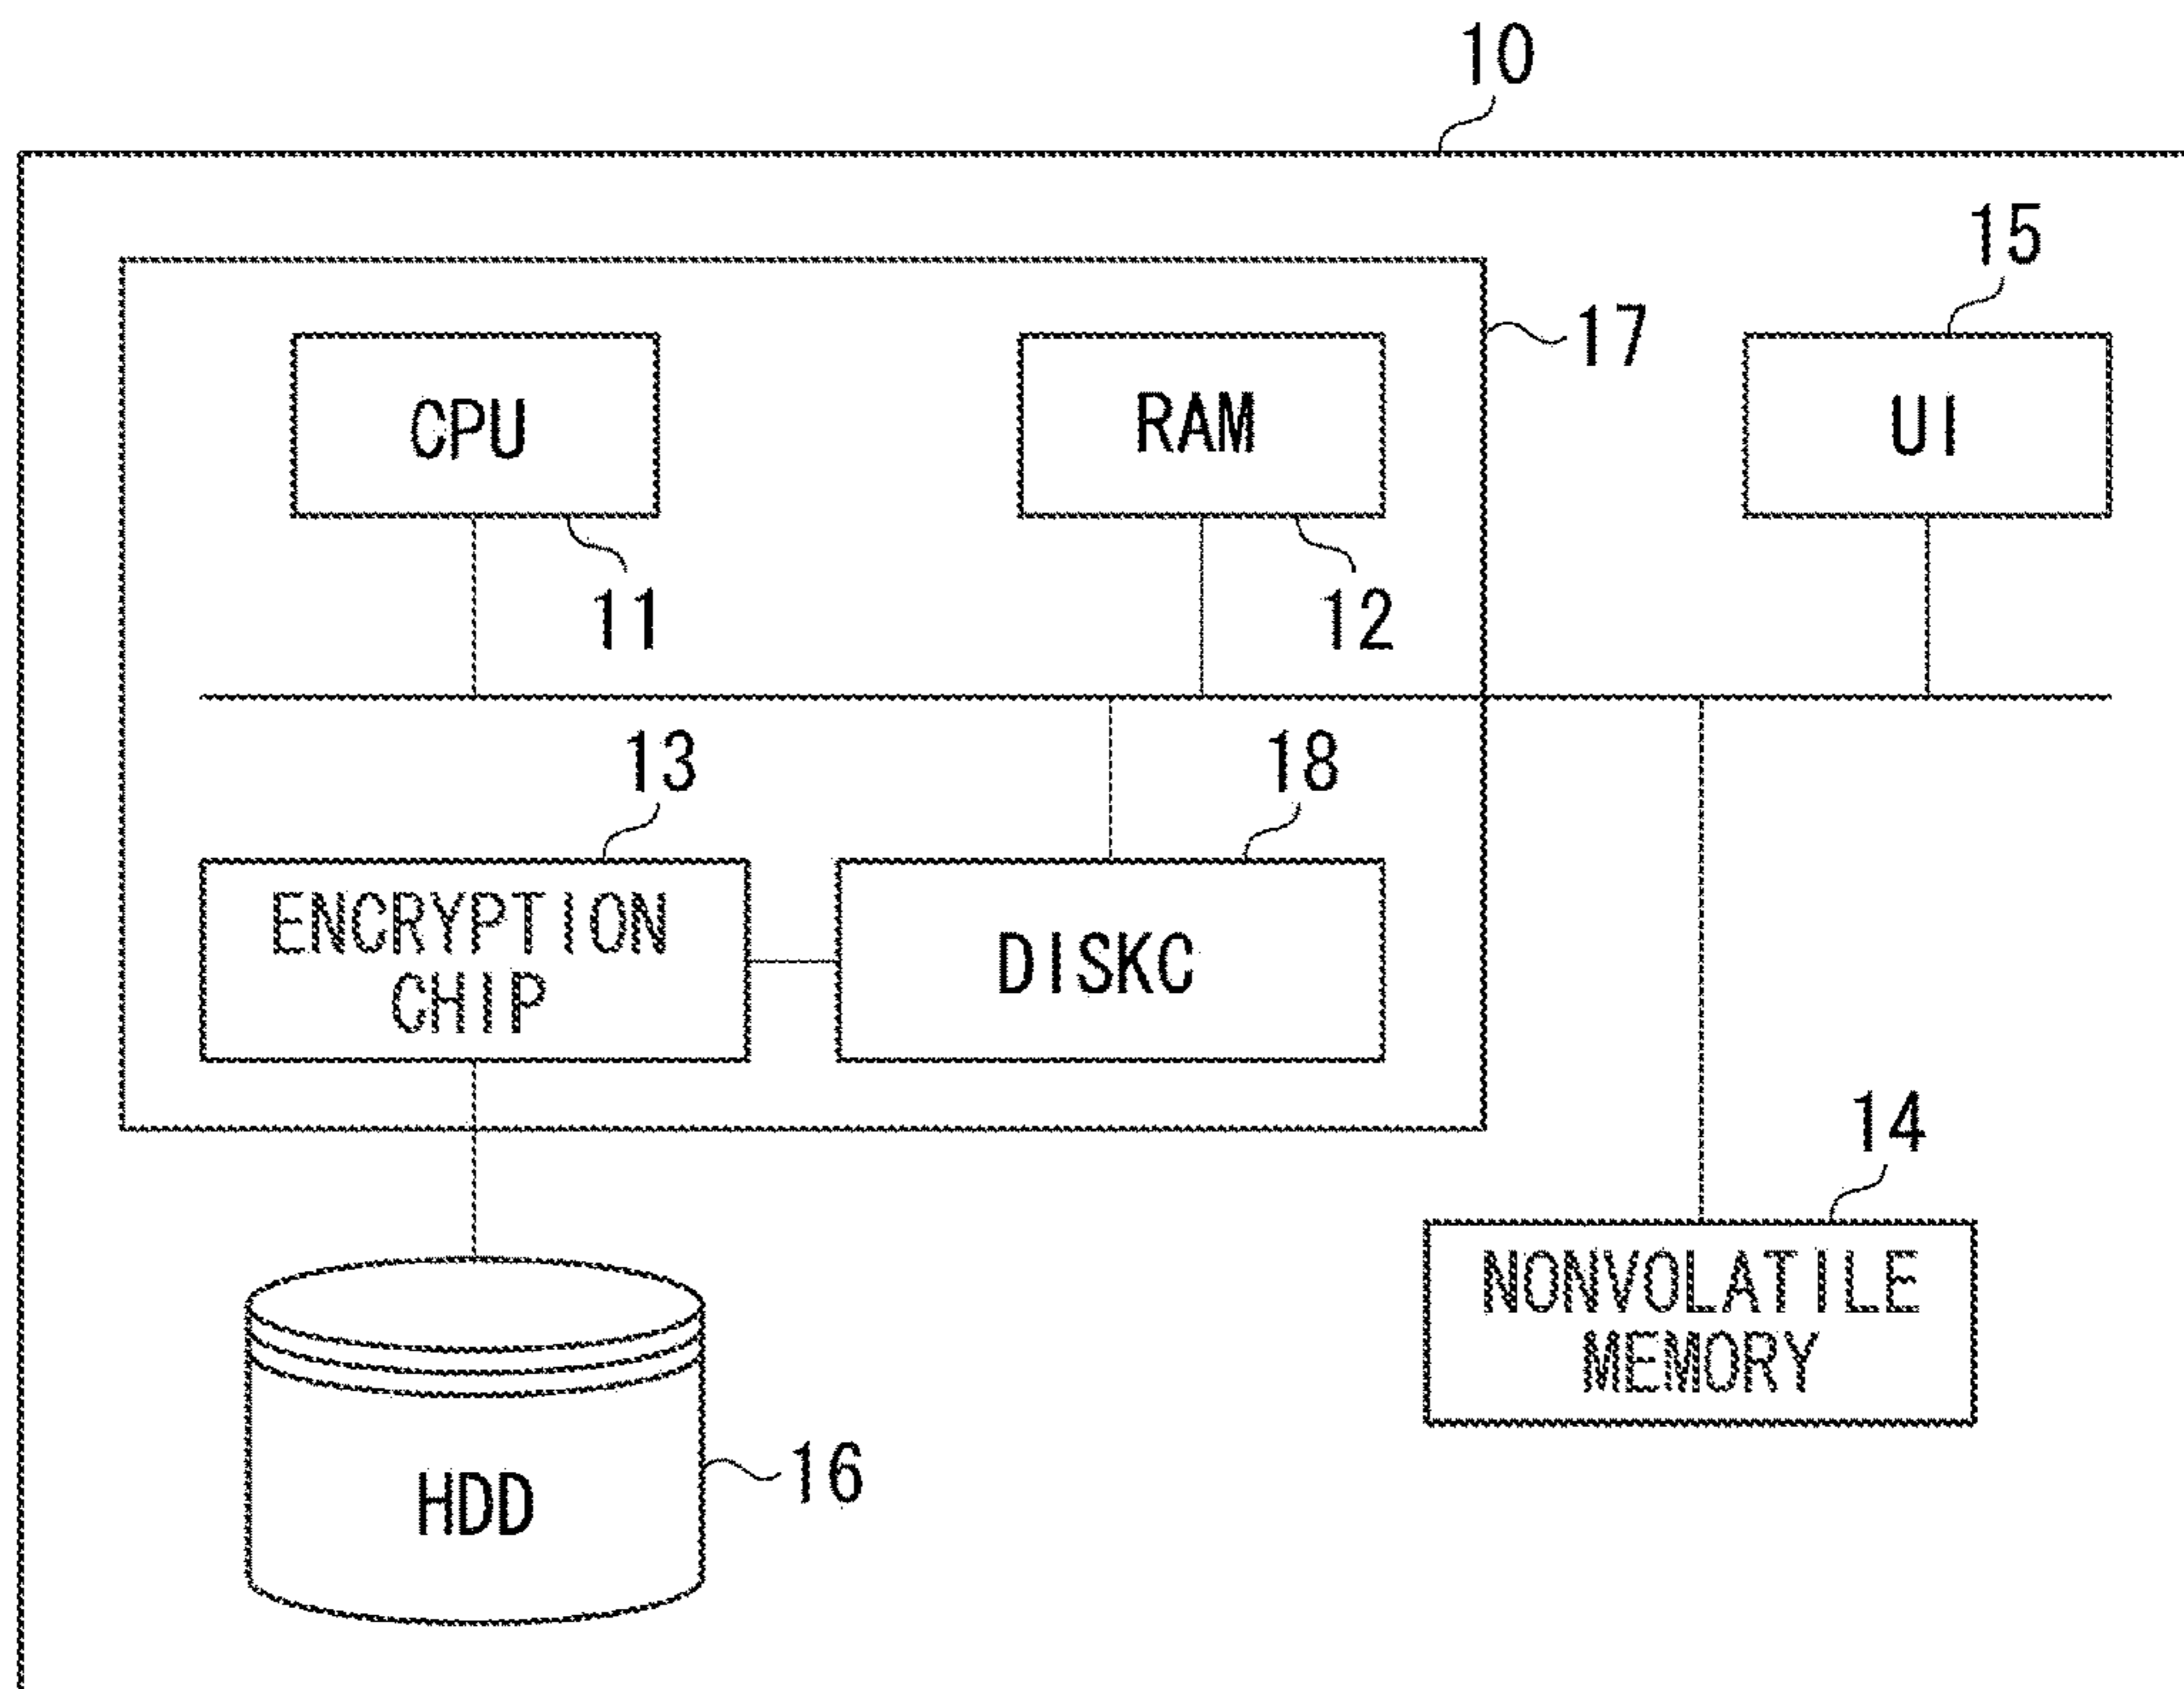 10
15
17
CPU
RAM
UI
11
12
13
18
ENCRYPTION
CHIP
DISKC
14
NONVOLATILE
MEMORY
16
HDD